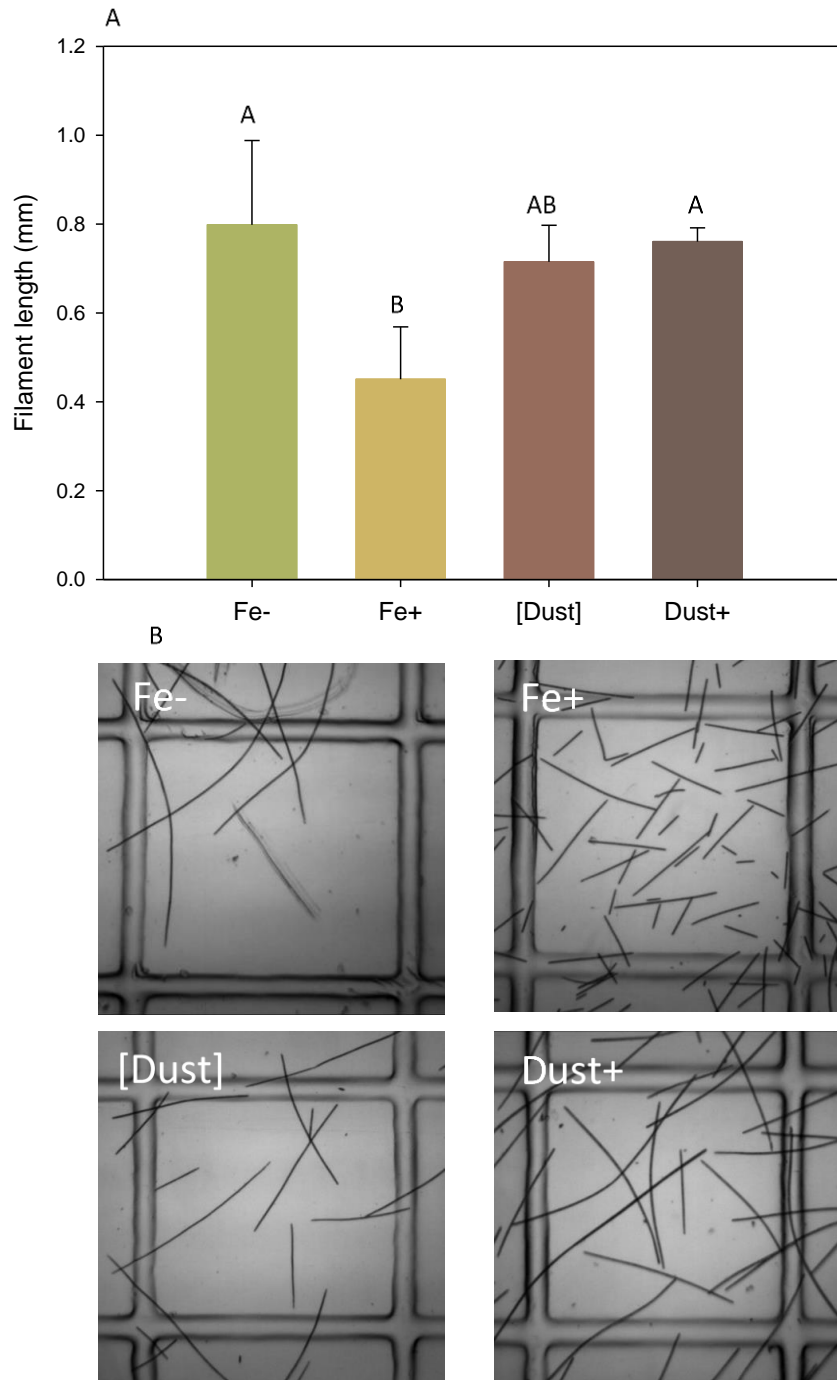 A
1.2
1.0
0.8
0.6
0.4
0.2
0.0
Filament length (mm)
A
B
AB
A
Fe-
Fe+
[Dust]
Dust+
B
Fe-
Fe+
[Dust]
Dust+